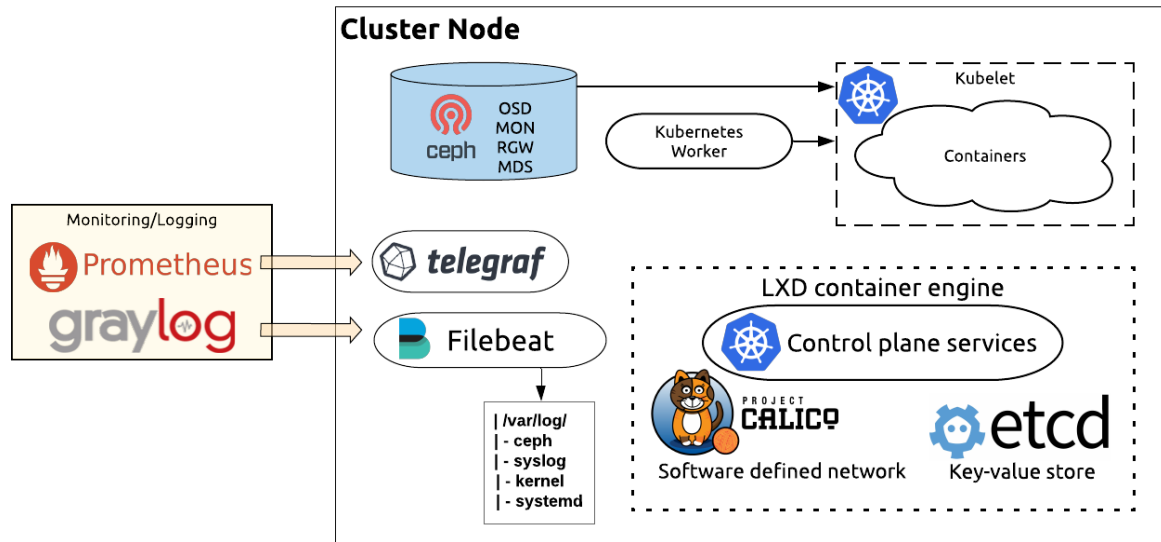 Cluster Node
ceph
OSD
MON
RGW
MDS
Kubernetes
Worker
Kubelet
Containers
Monitoring/Logging
Prometheus
graylog
telegraf
Filebeat
| /var/log/
| - ceph
| - syslog
| - kernel
| - systemd
LXD container engine
Control plane services
PROJECT
CALICO
Software defined network
etcd
Key-value store